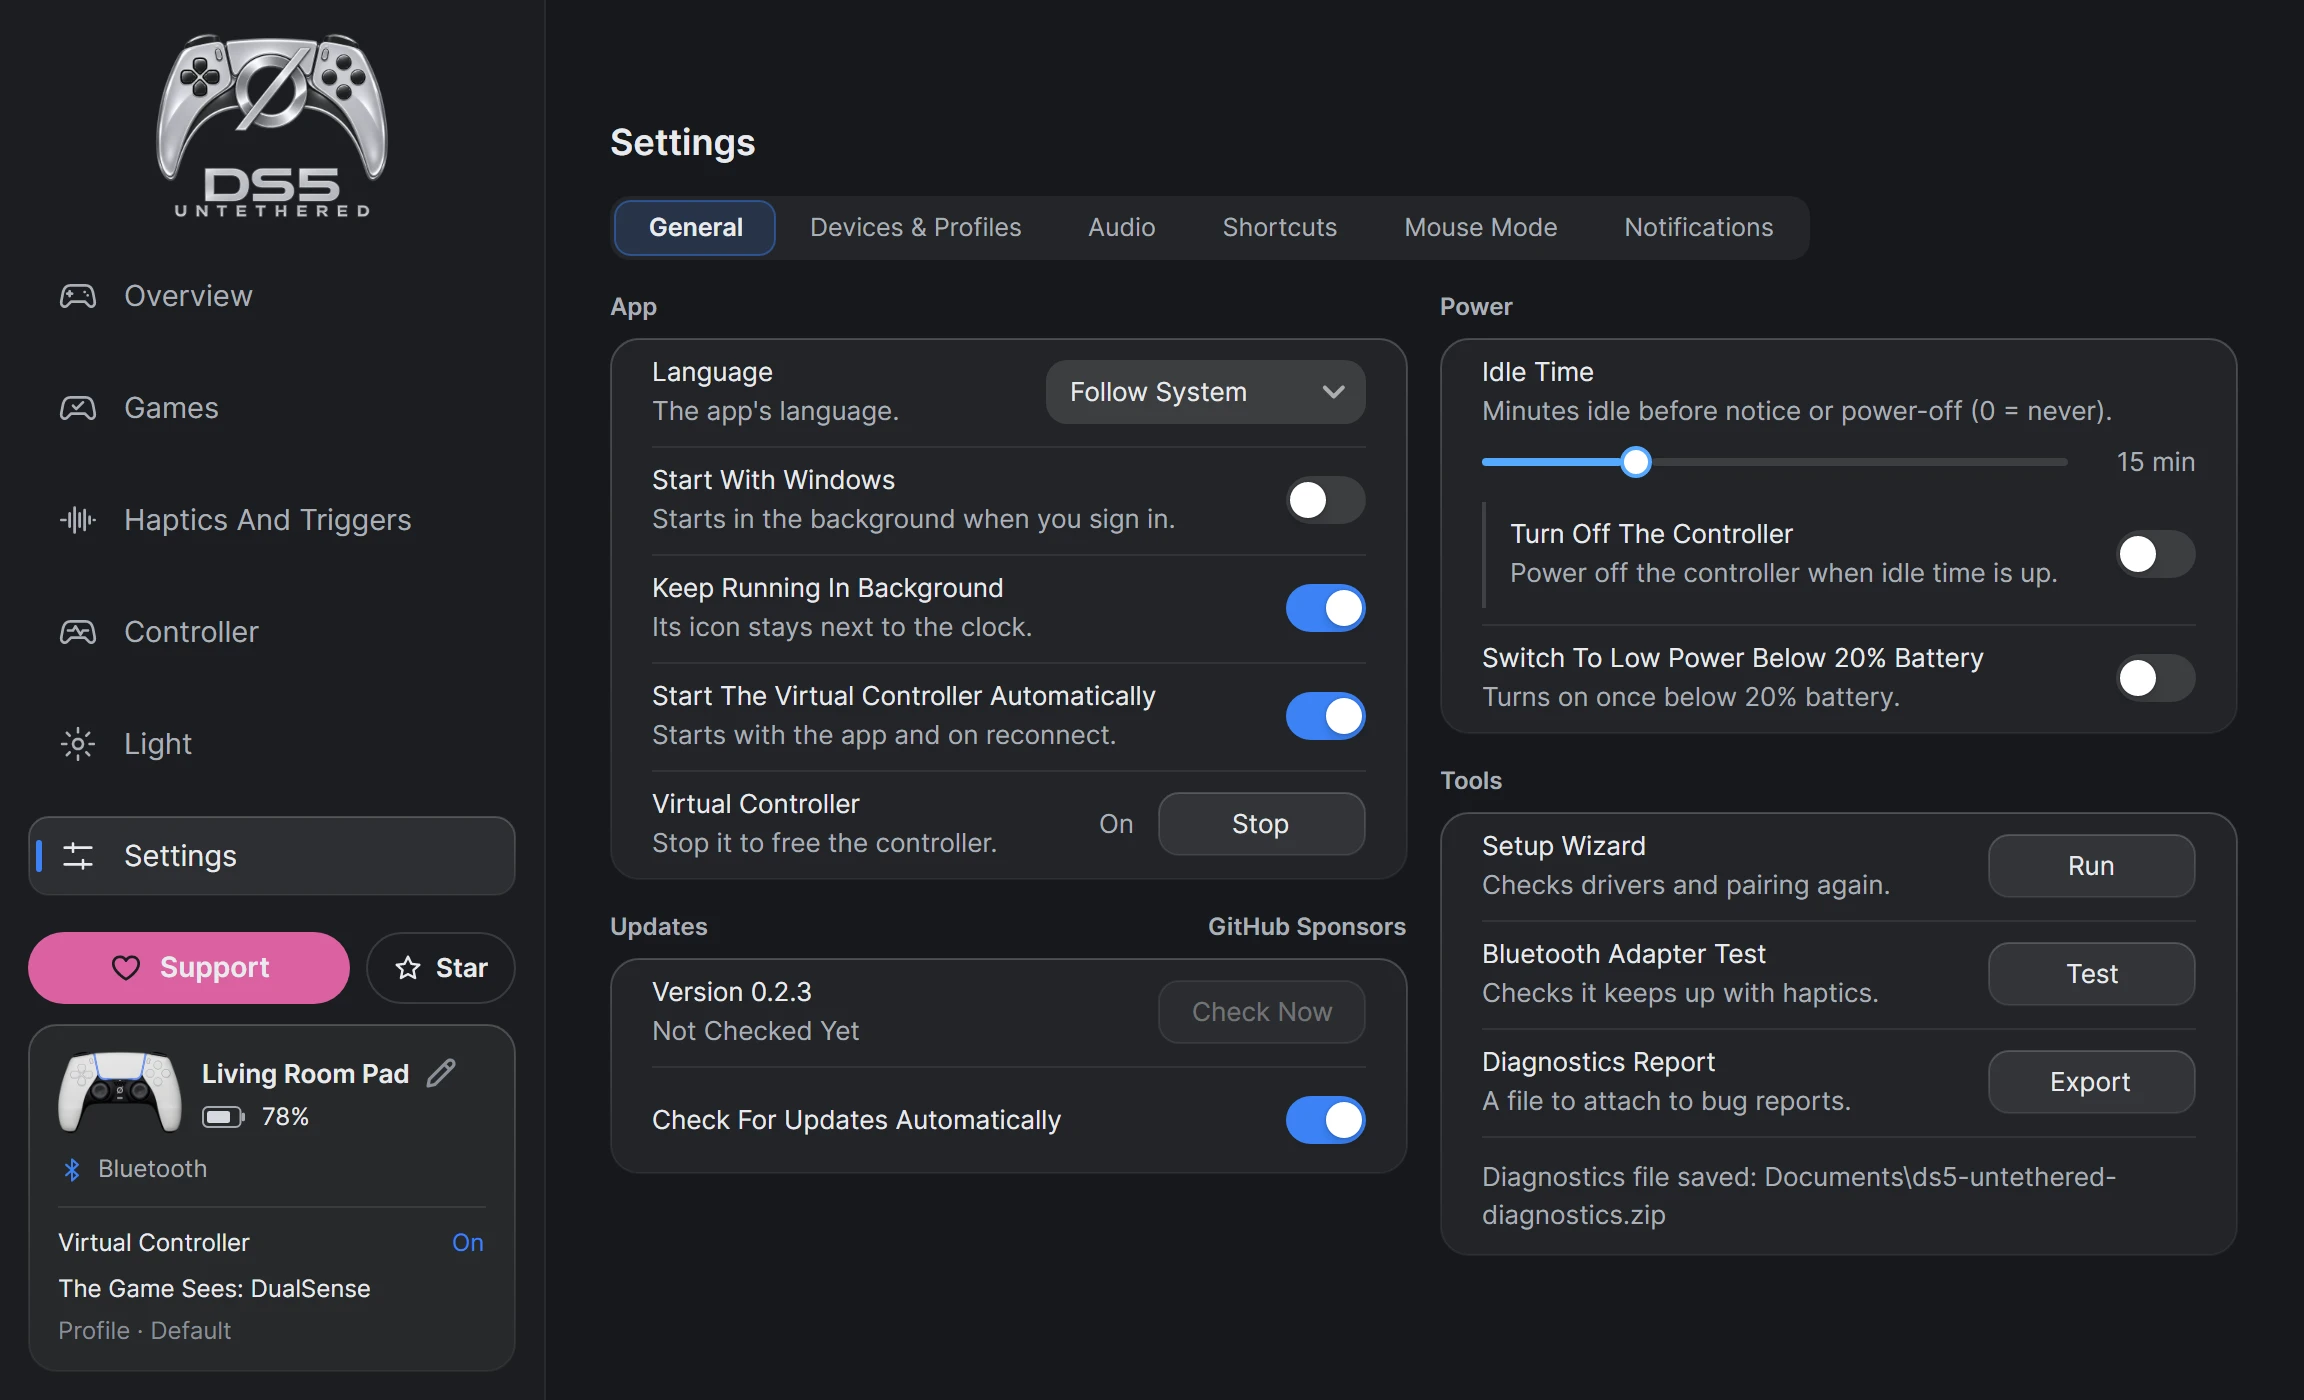 DS5
UNTETHERED
Overview
Games
Haptics And Triggers
Controller
Light
Settings
Support
Star
Living Room Pad
78%
Bluetooth
Virtual Controller
On
The Game Sees: DualSense
Profile · Default
Settings
General
Devices & Profiles
Audio
Shortcuts
Mouse Mode
Notifications
App
Language
The app's language.
Follow System
Start With Windows
Starts in the background when you sign in.
Keep Running In Background
Its icon stays next to the clock.
Start The Virtual Controller Automatically
Starts with the app and on reconnect.
Virtual Controller
Stop it to free the controller.
On
Stop
Updates
GitHub Sponsors
Version 0.2.3
Not Checked Yet
Check Now
Check For Updates Automatically
Power
Idle Time
Minutes idle before notice or power-off (0 = never).
15 min
Turn Off The Controller
Power off the controller when idle time is up.
Switch To Low Power Below 20% Battery
Turns on once below 20% battery.
Tools
Setup Wizard
Checks drivers and pairing again.
Run
Bluetooth Adapter Test
Checks it keeps up with haptics.
Test
Diagnostics Report
A file to attach to bug reports.
Export
Diagnostics file saved: Documents\ds5-untethered-
diagnostics.zip